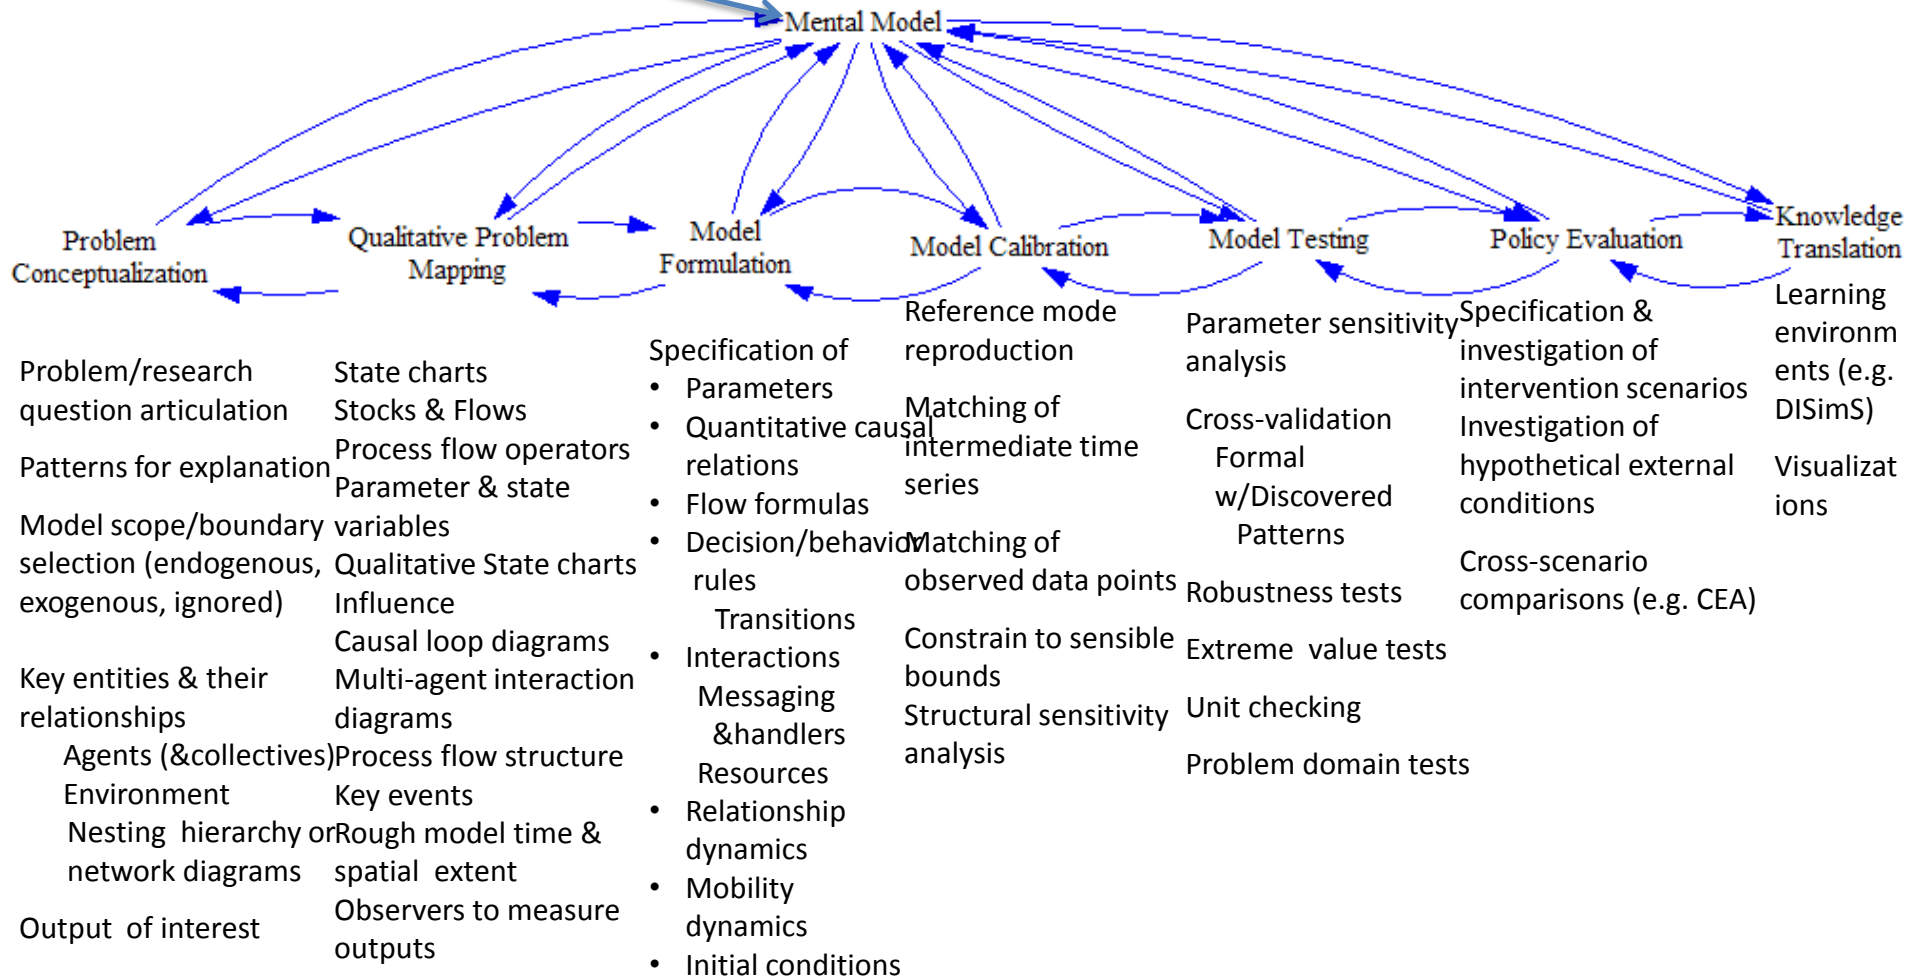 Mental Model
Problem
Conceptualization
Qualitative Problem
Mapping
Model
Formulation
Model Calibration
Model Testing
Policy Evaluation
Knowledge
Translation
Problem/research
question articulation
Patterns for explanation
Model scope/boundary
selection (endogenous,
exogenous, ignored)
Key entities & their
relationships
Agents (&collectives)
Environment
Nesting hierarchy or
network diagrams
Output of interest
State charts
Stocks & Flows
Process flow operators
Parameter & state
variables
Qualitative State charts
Influence
Causal loop diagrams
Multi-agent interaction
diagrams
Process flow structure
Key events
Rough model time &
spatial extent
Observers to measure
outputs
Specification of
• Parameters
• Quantitative causal
relations
• Flow formulas
• Decision/behavior
rules
Transitions
• Interactions
Messaging
&handlers
Resources
• Relationship
dynamics
• Mobility
dynamics
• Initial conditions
Reference mode
reproduction
Matching of
intermediate time
series
Matching of
observed data points
Constrain to sensible
bounds
Structural sensitivity
analysis
Parameter sensitivity
analysis
Cross-validation
Formal
w/Discovered
Patterns
Robustness tests
Extreme value tests
Unit checking
Problem domain tests
Specification &
investigation of
intervention scenarios
Investigation of
hypothetical external
conditions
Cross-scenario
comparisons (e.g. CEA)
Learning
environm
ents (e.g.
DISimS)
Visualizat
ions